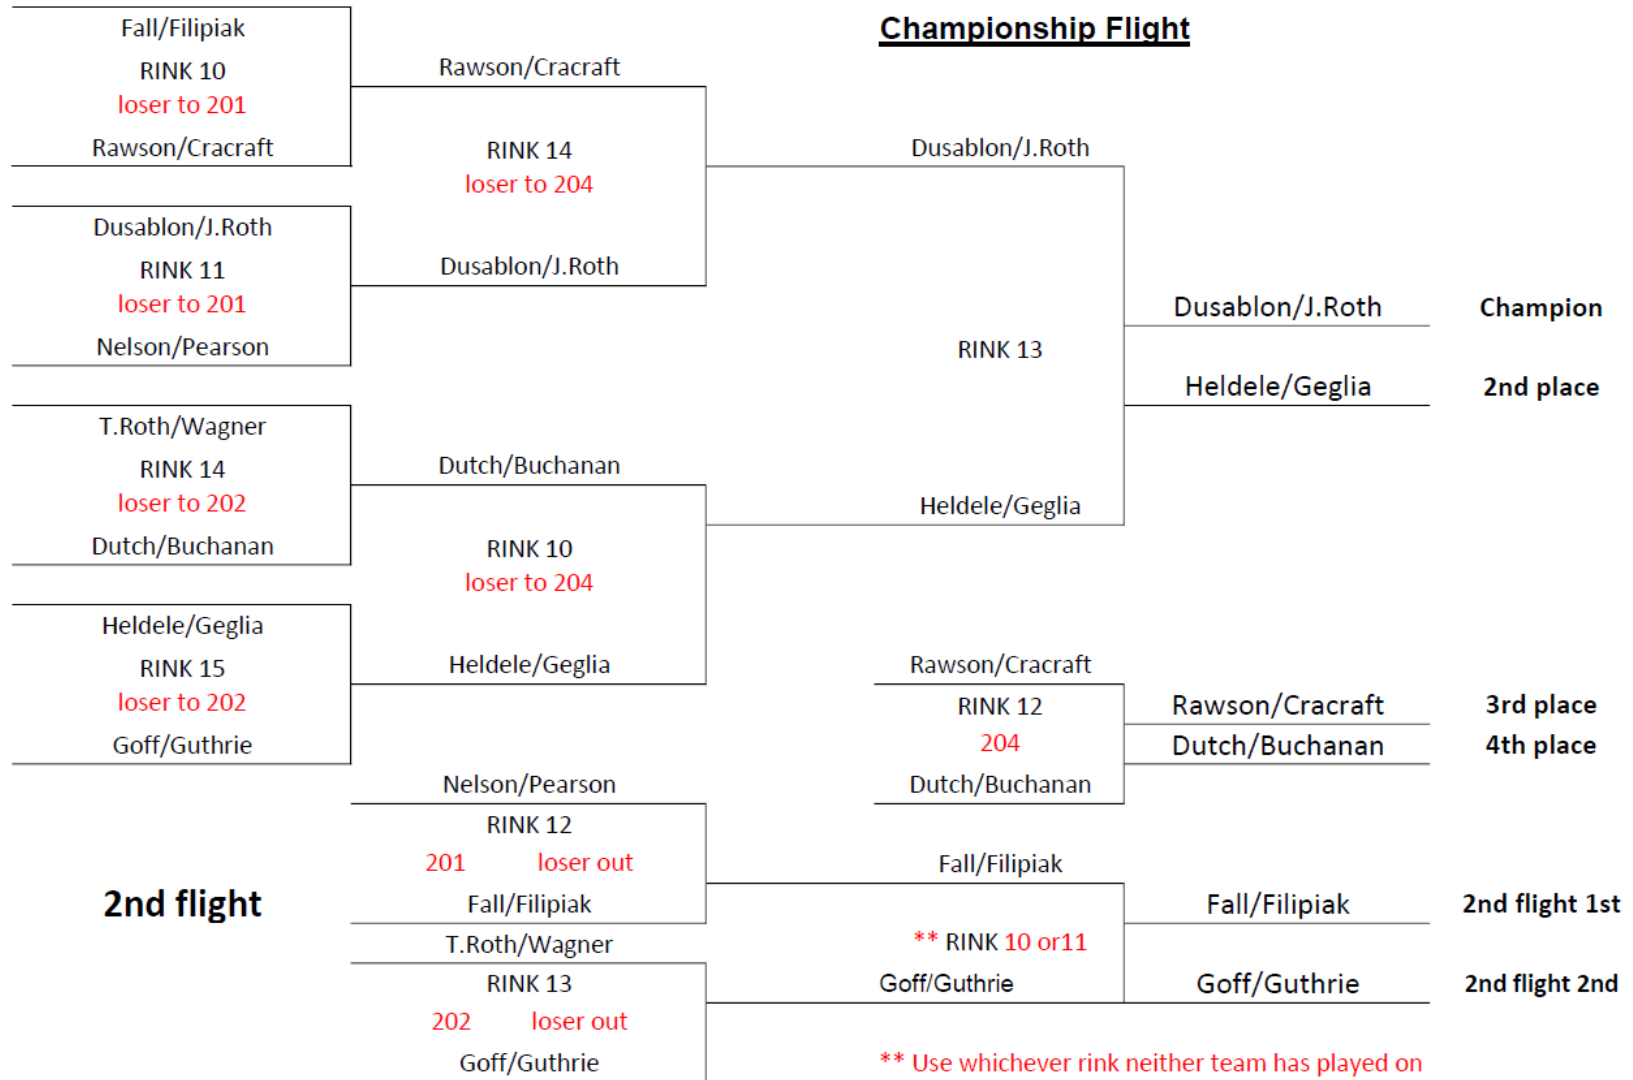 Championship Flight
Fall/Filipiak
RINK 10
loser to 201
Rawson/Cracraft
Dusablon/J.Roth
RINK 11
loser to 201
Nelson/Pearson
T.Roth/Wagner
RINK 14
loser to 202
Dutch/Buchanan
Heldele/Geglia
RINK 15
loser to 202
Goff/Guthrie
Rawson/Cracraft
RINK 14
loser to 204
Dusablon/J.Roth
Dutch/Buchanan
RINK 10
loser to 204
Heldele/Geglia
Dusablon/J.Roth
RINK 13
Heldele/Geglia
Dusablon/J.Roth Champion
Heldele/Geglia 2nd place
Rawson/Cracraft
RINK 12
204
Dutch/Buchanan
Rawson/Cracraft 3rd place
Dutch/Buchanan 4th place
2nd flight
Nelson/Pearson
RINK 12
201 loser out
Fall/Filipiak
T.Roth/Wagner
RINK 13
202 loser out
Goff/Guthrie
Fall/Filipiak
** RINK 10 or11
Goff/Guthrie
Fall/Filipiak 2nd flight 1st
Goff/Guthrie 2nd flight 2nd
** Use whichever rink neither team has played on